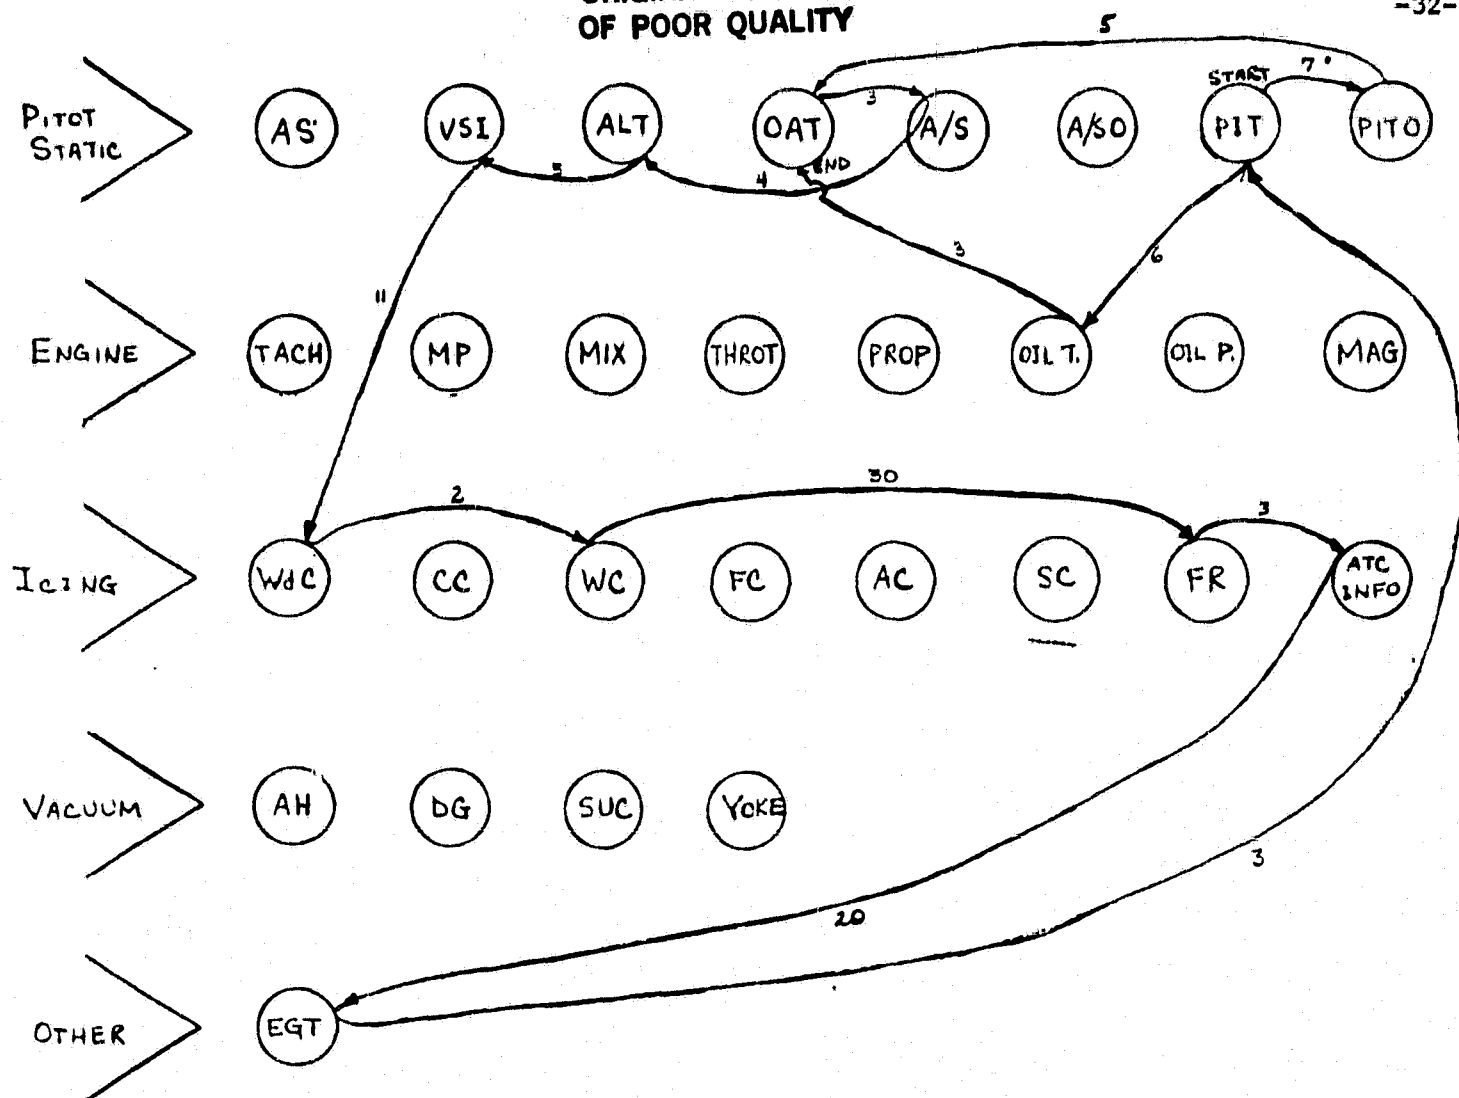 OF POOR QUALITY
-32-
5
START
7
PITOT
STATIC
AS
VSI
ALT
OAT
3
A/S
A/SO
PIT
PITO
END
5
4
3
6
11
ENGINE
TACH
MP
MIX
THROT
PROP
OIL T.
OIL P.
MAG
2
30
3
ICING
WdC
CC
WC
FC
AC
SC
FR
ATC
INFO
VACUUM
AH
DG
SUC
YOKE
3
20
OTHER
EGT